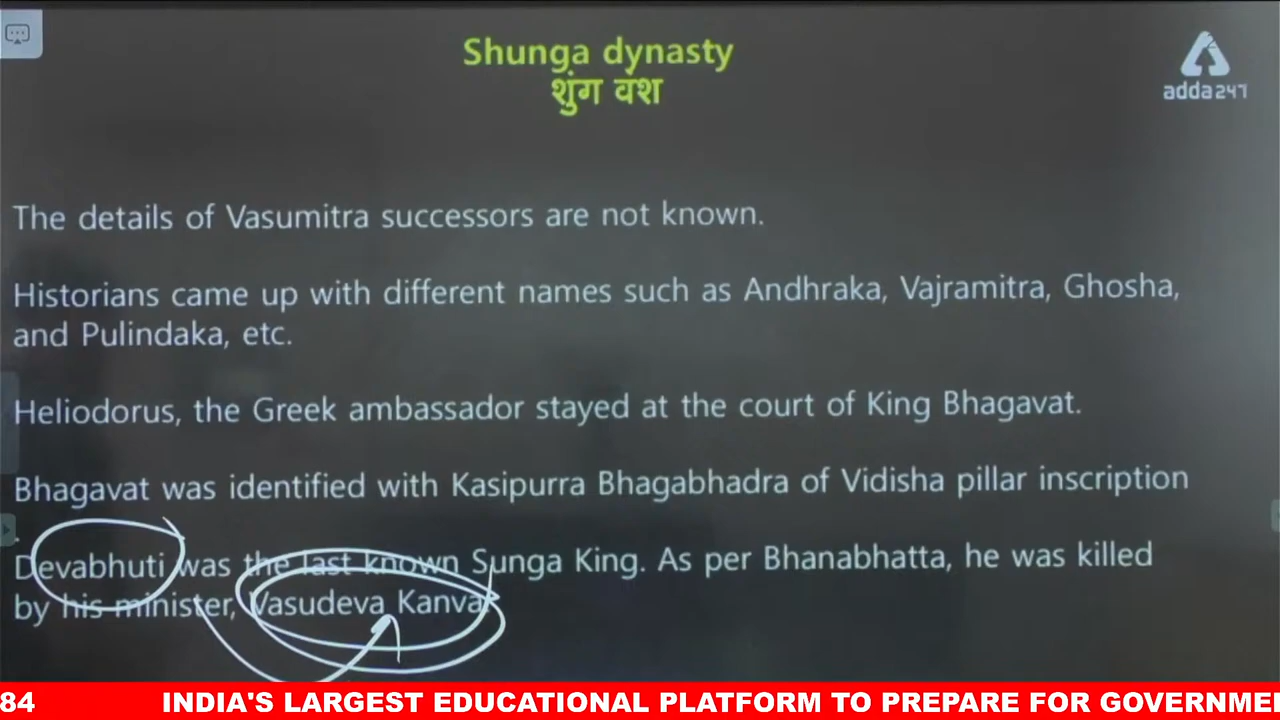 Shunga dynasty
शुंग वंश
adda247
The details of Vasumitra successors are not known.
Historians came up with different names such as Andhraka, Vajramitra, Ghosha,
and Pulindaka, etc.
Heliodorus, the Greek ambassador stayed at the court of King Bhagavat.
Bhagavat was identified with Kasipurra Bhagabhadra of Vidisha pillar inscription
.
Devabhuti was the last known Sunga King. As per Bhanabhatta, he was killed
by his minister, Vasudeva Kanva
84 INDIA'S LARGEST EDUCATIONAL PLATFORM TO PREPARE FOR GOVERNME